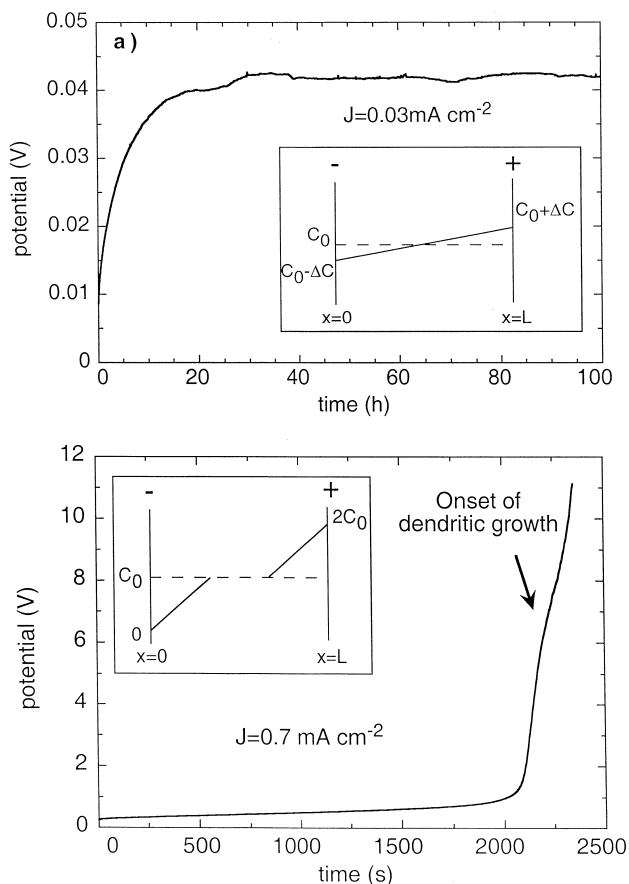 a)
0.05
0.04
0.03
0.02
0.01
0
potential (V)
J=0.03mA cm-2
- +
C0+ΔC
C0
C0-ΔC
x=0 x=L
0 20 40 60 80 100
time (h)
12
10
8
6
4
2
0
potential (V)
- +
2C0
C0
0
x=0 x=L
Onset of
dendritic growth
J=0.7 mA cm-2
0 500 1000 1500 2000 2500
time (s)